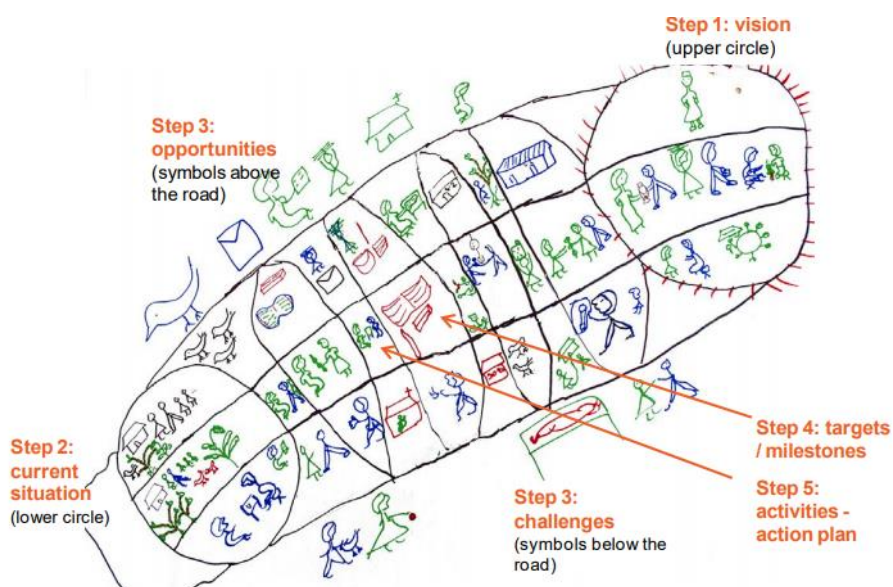 Step 1: vision
(upper circle)
Step 3:
opportunities
(symbols above
the road)
Step 2:
current
situation
(lower circle)
Step 4: targets
/ milestones
Step 5:
activities -
action plan
Step 3:
challenges
(symbols below the
road)